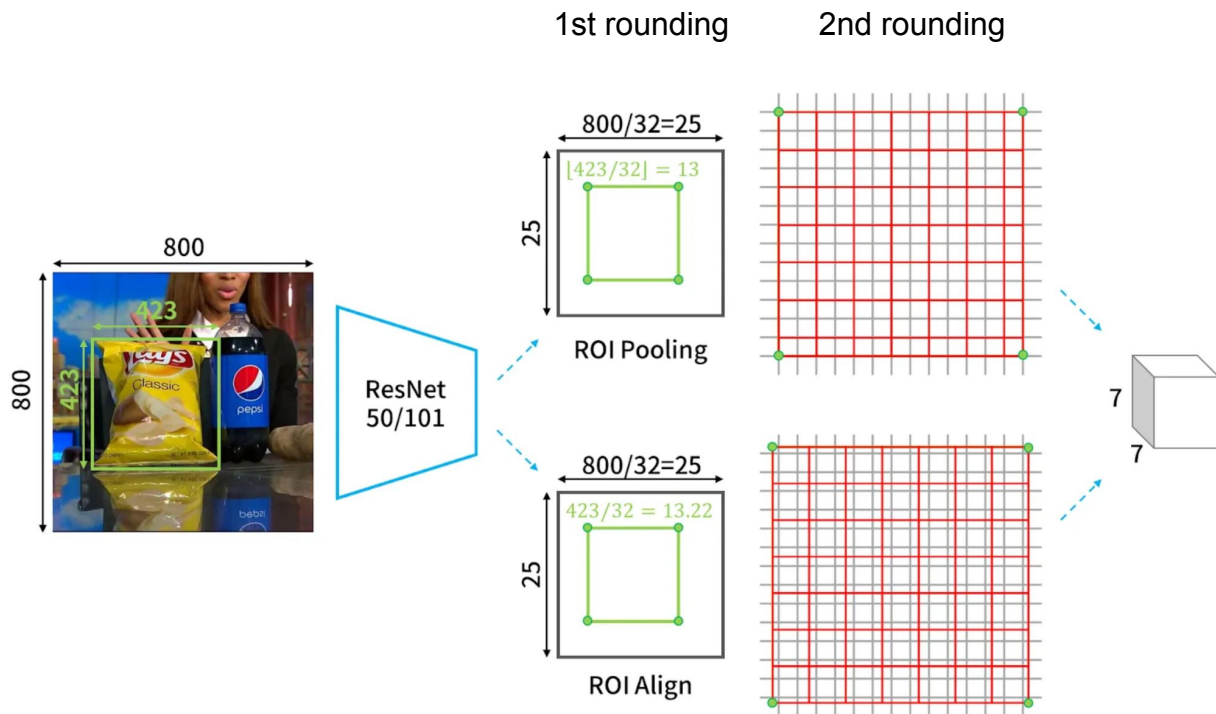 1st rounding
2nd rounding
800/32=25
⌊423/32⌋ = 13
25
ROI Pooling
800
800
423
423
Lays
Classic
pepsi
ResNet
50/101
7
7
800/32=25
423/32 = 13.22
25
ROI Align